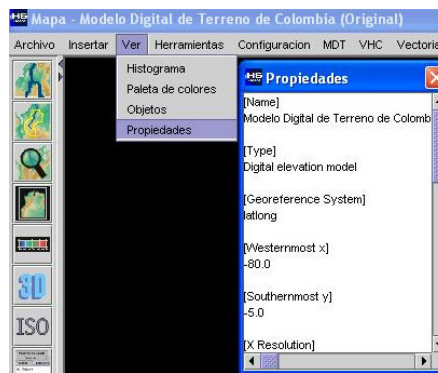 Mapa - Modelo Digital de Terreno de Colombia (Original)
Archivo Insertar Ver Herramientas Configuracion MDT VHC Vectoria
Histograma
Paleta de colores
Objetos
Propiedades
HG Propiedades
[Name]
Modelo Digital de Terreno de Colomb
[Type]
Digital elevation model
[Georeference System]
latlong
[Westernmost x]
-80.0
[Southernmost y]
-5.0
[X Resolution]
3D
ISO